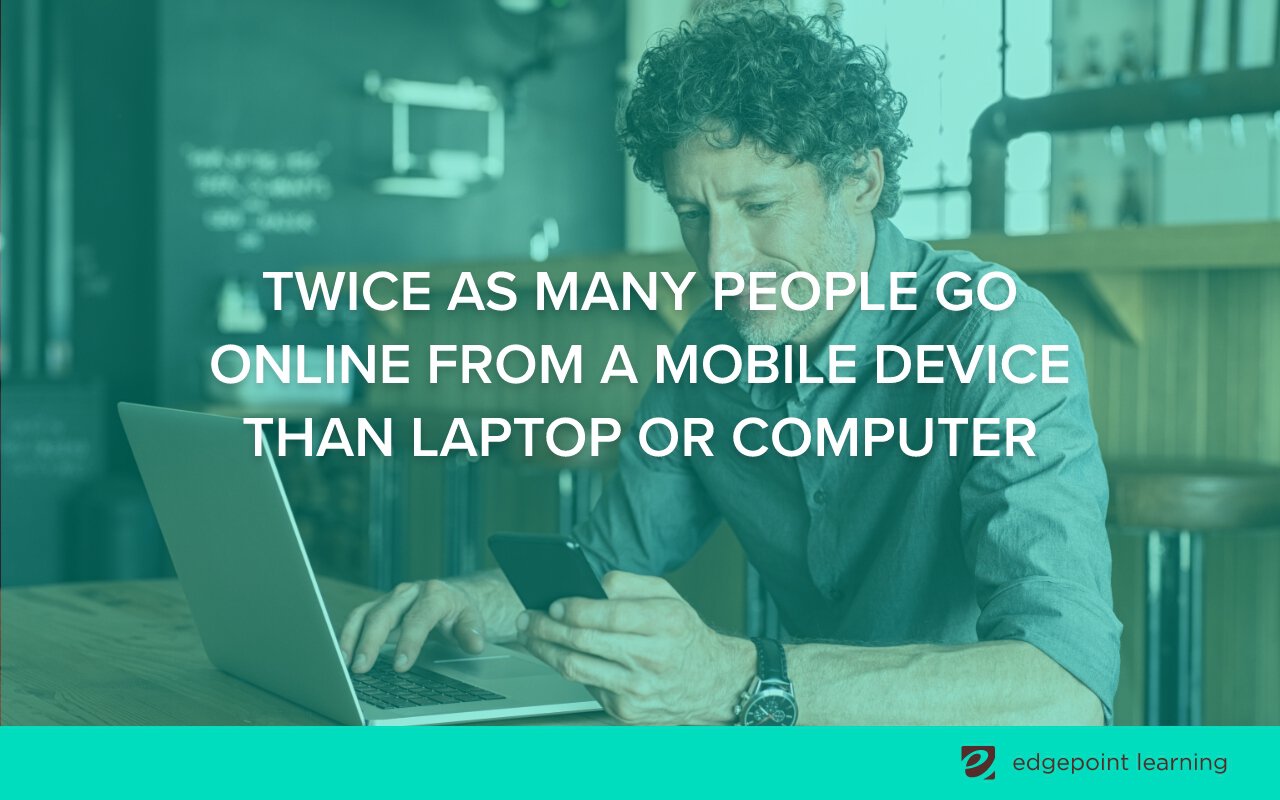 TWICE AS MANY PEOPLE GO
ONLINE FROM A MOBILE DEVICE
THAN LAPTOP OR COMPUTER
edgepoint learning